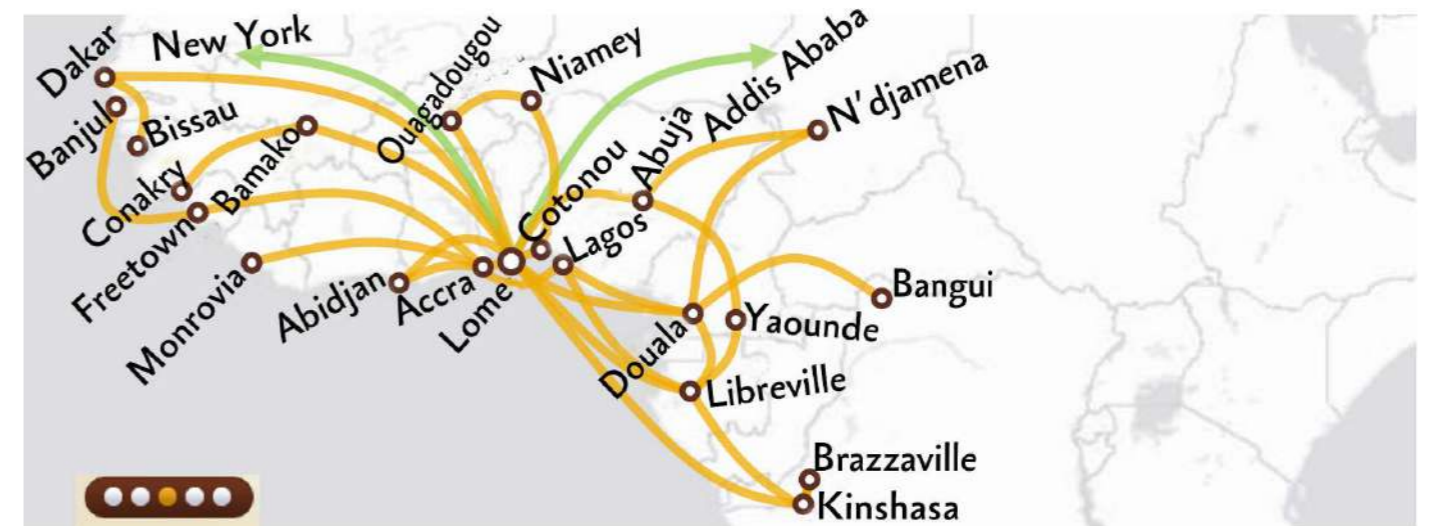 Dakar
New York
Ouagadougou
Niamey
Addis Ababa
N'djamena
Banjul
Bissau
Abuja
Conakry
Bamako
Cotonou
Freetown
Lagos
Monrovia
Abidjan
Accra
Lome
Bangui
Douala
Yaounde
Libreville
Brazzaville
Kinshasa